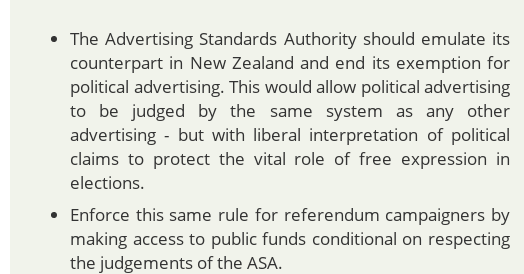 • The Advertising Standards Authority should emulate its
counterpart in New Zealand and end its exemption for
political advertising. This would allow political advertising
to be judged by the same system as any other
advertising - but with liberal interpretation of political
claims to protect the vital role of free expression in
elections.
• Enforce this same rule for referendum campaigners by
making access to public funds conditional on respecting
the judgements of the ASA.